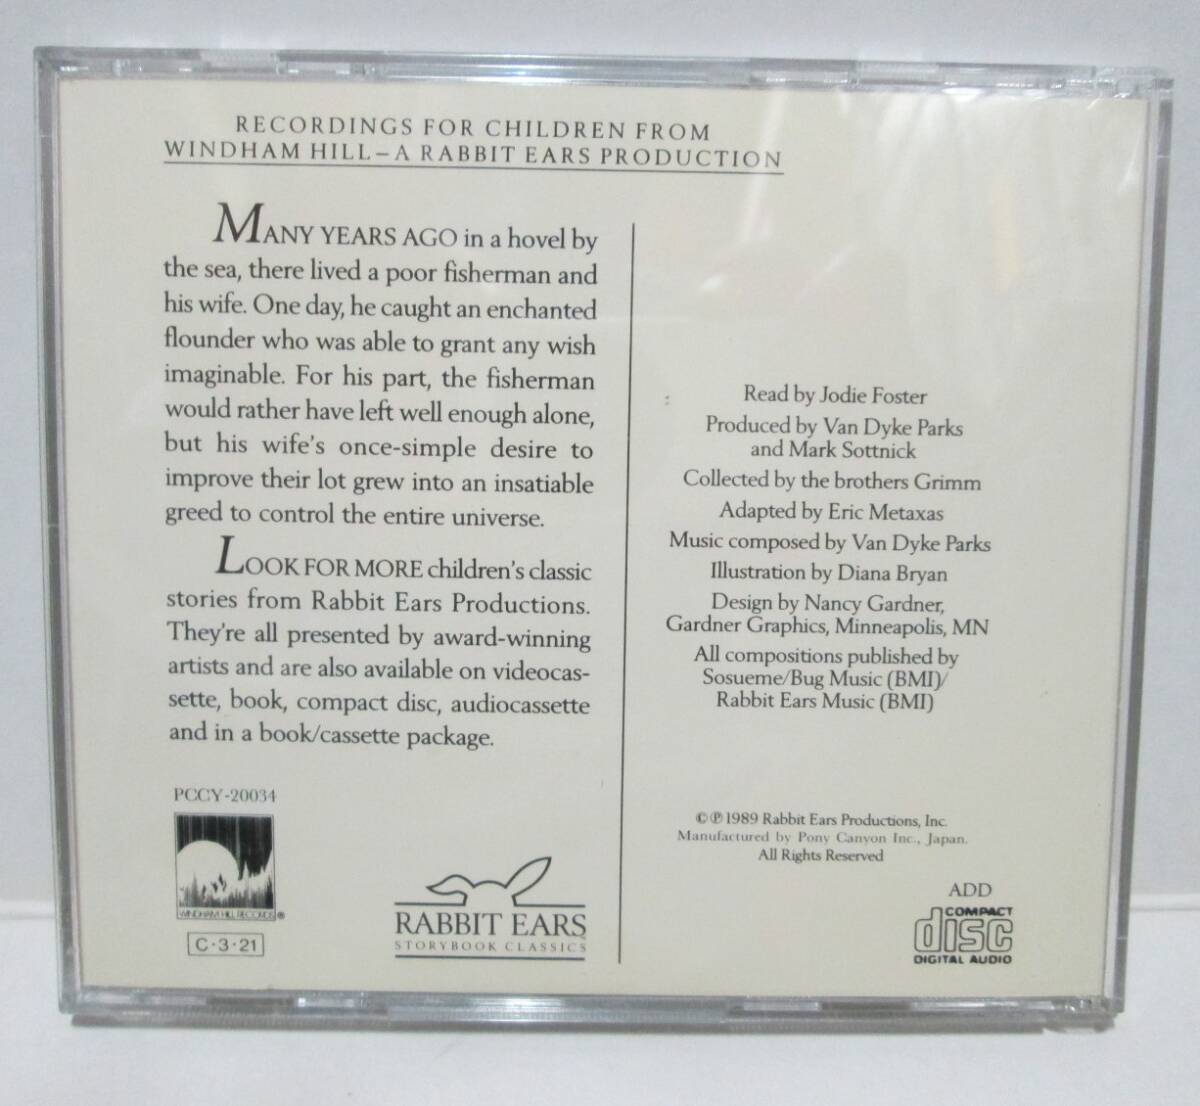 RECORDINGS FOR CHILDREN FROM
WINDHAM HILL–A RABBIT EARS PRODUCTION
MANY YEARS AGO in a hovel by
the sea, there lived a poor fisherman and
his wife. One day, he caught an enchanted
flounder who was able to grant any wish
imaginable. For his part, the fisherman
would rather have left well enough alone,
but his wife's once-simple desire to
improve their lot grew into an insatiable
greed to control the entire universe.
LOOK FOR MORE children's classic
stories from Rabbit Ears Productions.
They're all presented by award-winning
artists and are also available on videocas-
sette, book, compact disc, audiocassette
and in a book/cassette package.
PCCY-20034
WINDHAM HILL RECORDS ®
C·3·21
RABBIT EARS
STORYBOOK CLASSICS
Read by Jodie Foster
Produced by Van Dyke Parks
and Mark Sottnick
Collected by the brothers Grimm
Adapted by Eric Metaxas
Music composed by Van Dyke Parks
Illustration by Diana Bryan
Design by Nancy Gardner,
Gardner Graphics, Minneapolis, MN
All compositions published by
Sosueme/Bug Music (BMI)/
Rabbit Ears Music (BMI)
©℗1989 Rabbit Ears Productions, Inc.
Manufactured by Pony Canyon Inc., Japan.
All Rights Reserved
ADD
COMPACT
disc
DIGITAL AUDIO